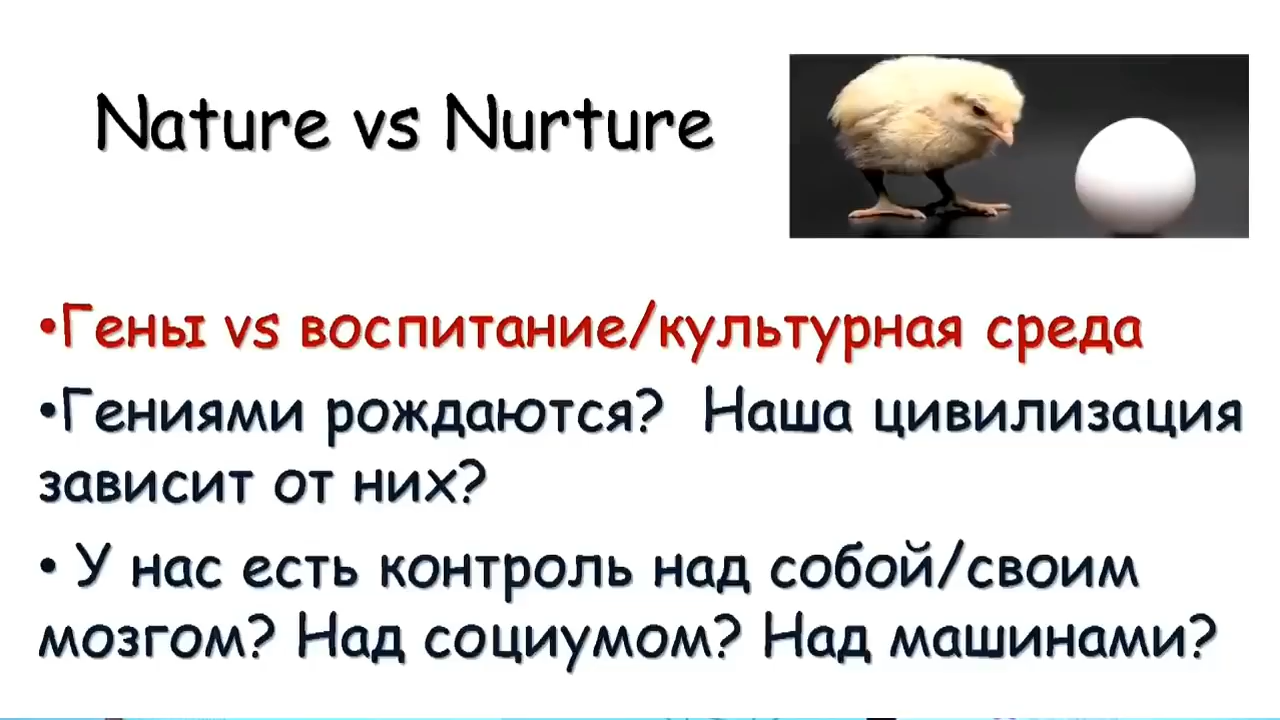 Nature vs Nurture
•Гены vs воспитание/культурная среда
•Гениями рождаются? Наша цивилизация
зависит от них?
• У нас есть контроль над собой/своим
мозгом? Над социумом? Над машинами?